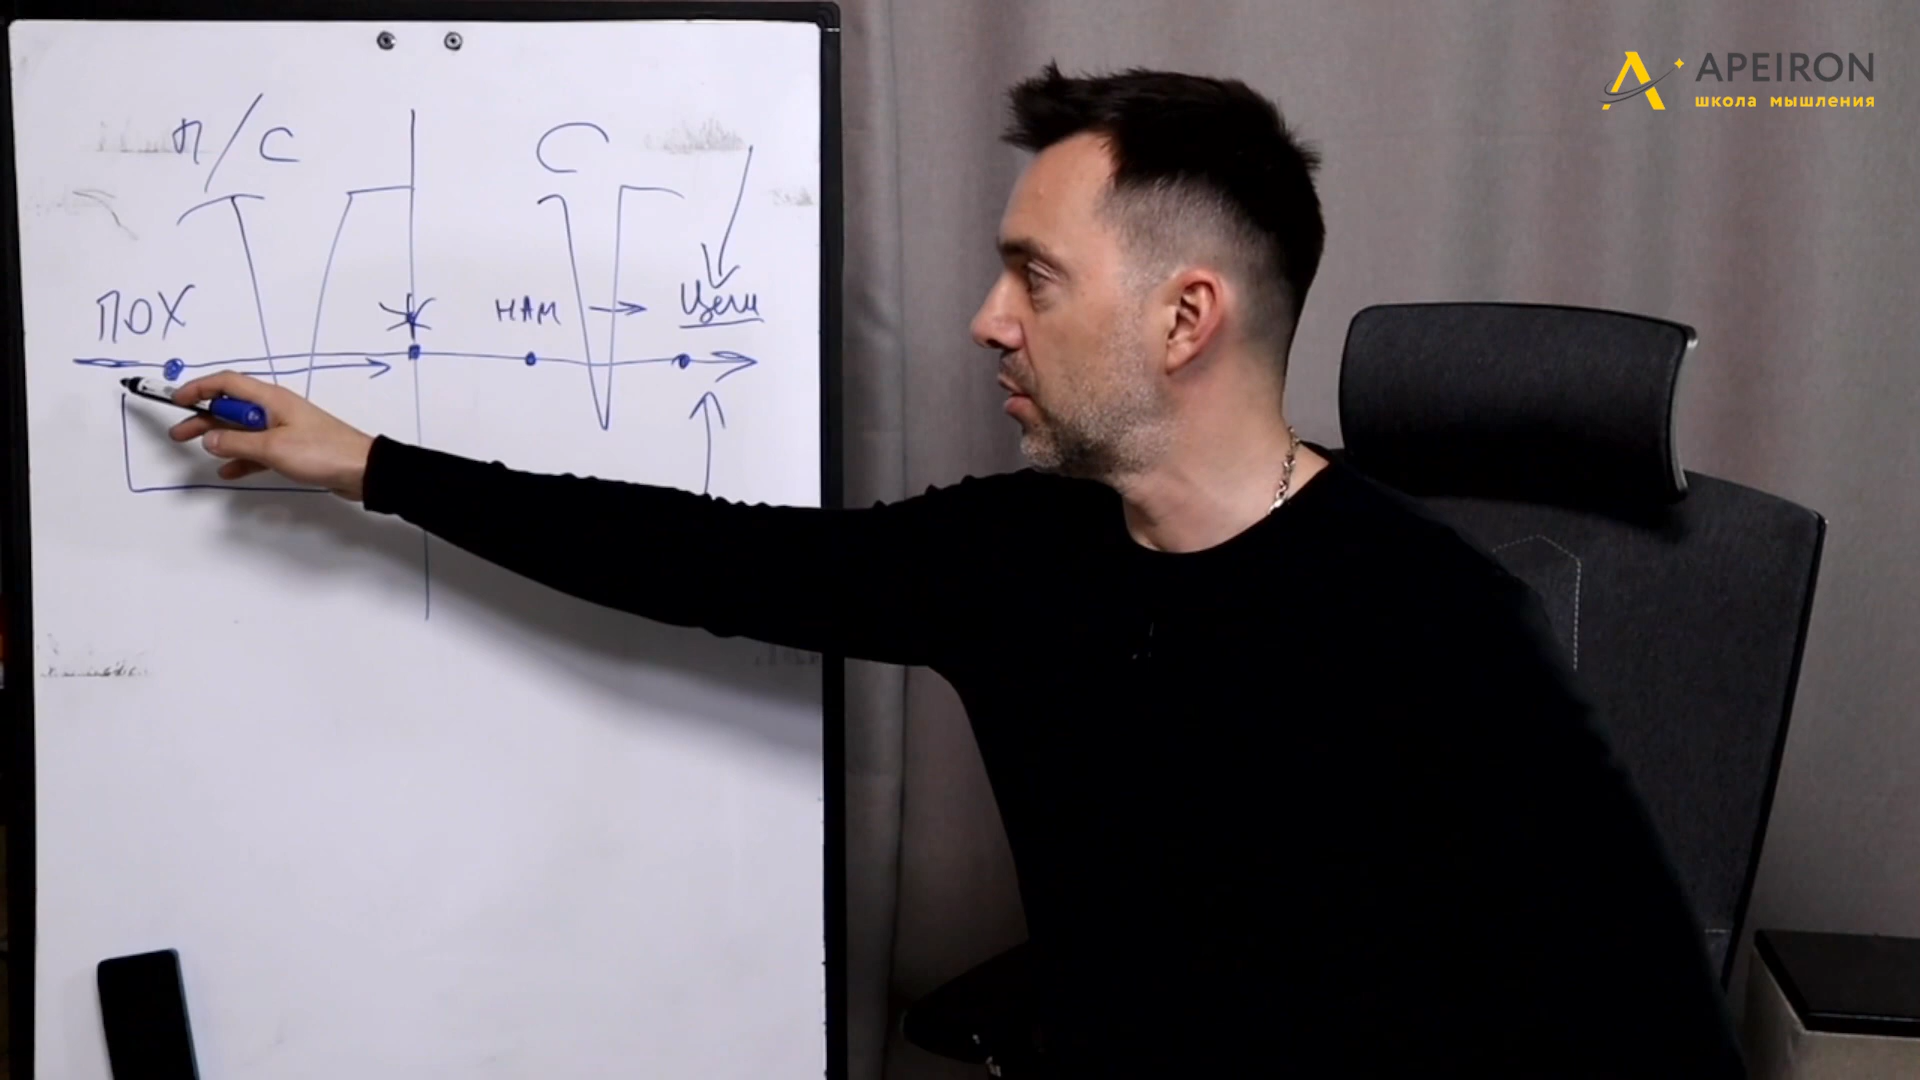 APEIRON
школа мышления
П/С
С
ПОХ
Ж
НАМ
Цели